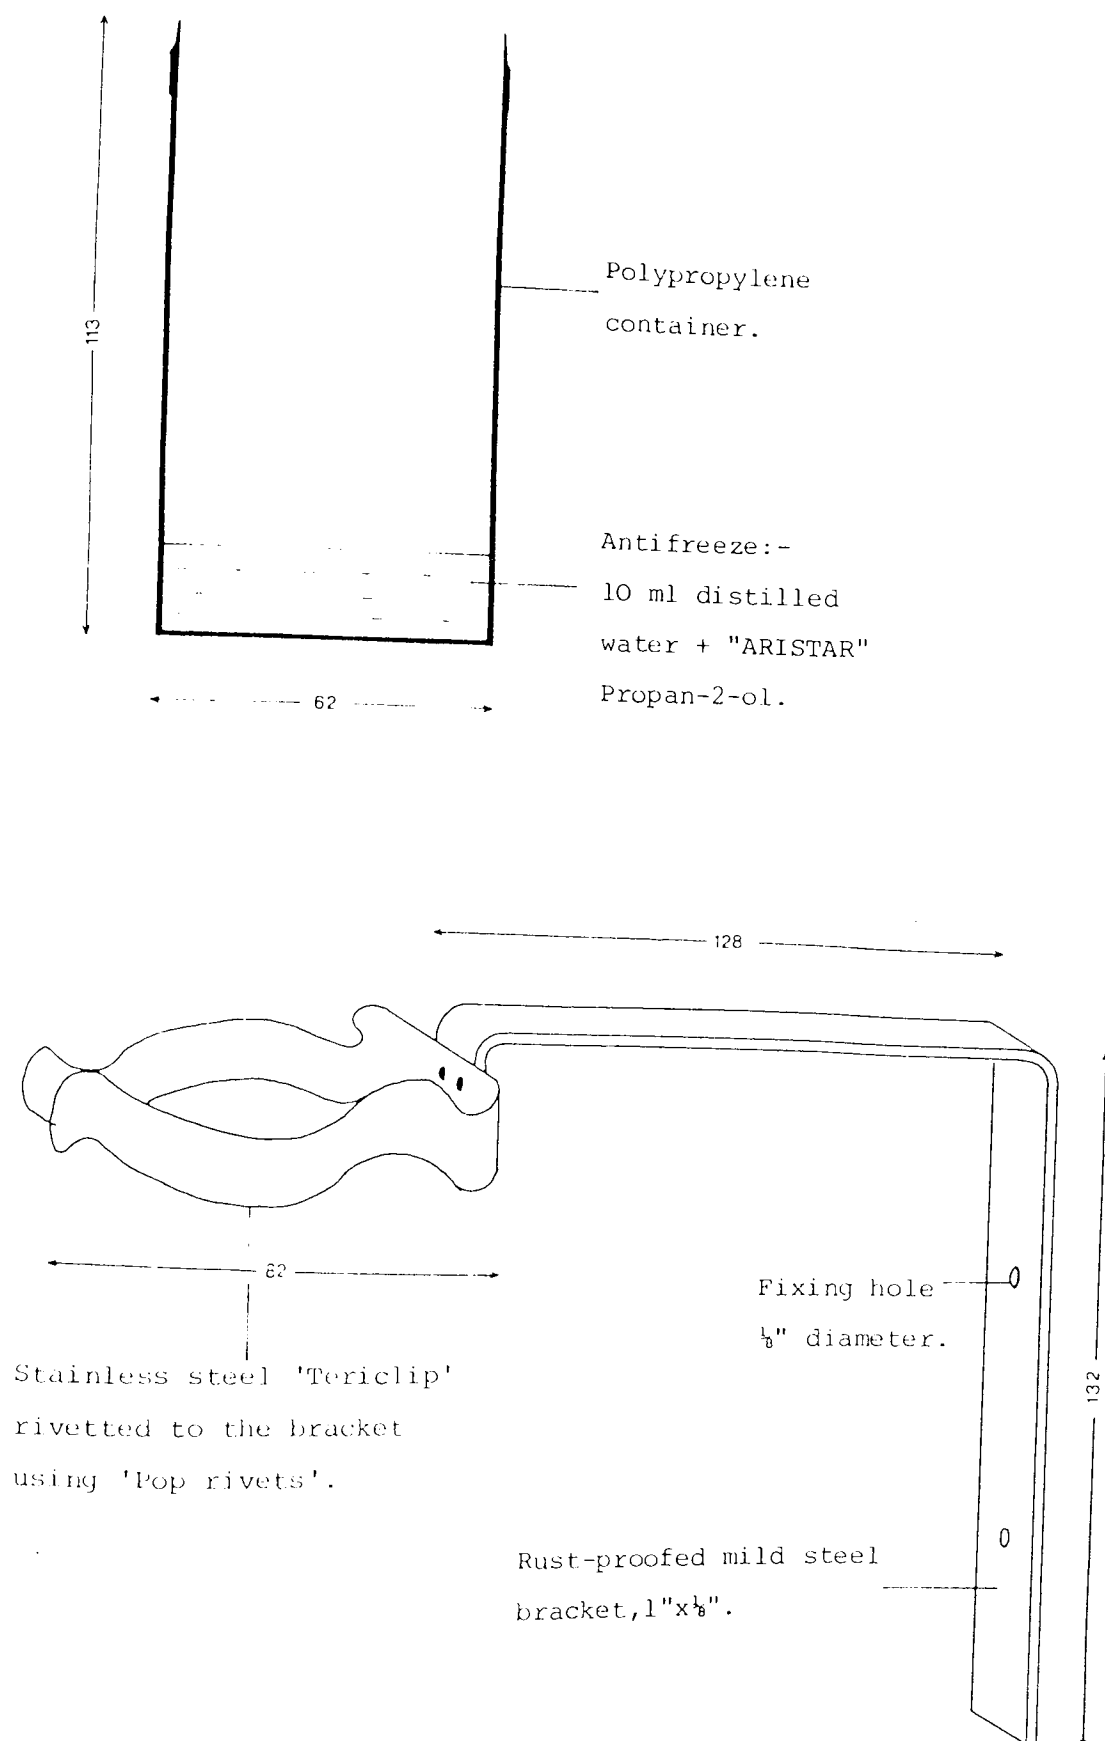 113
Polypropylene
container.
Antifreeze:-
10 ml distilled
water + "ARISTAR"
Propan-2-ol.
62
128
82
Fixing hole
⅛" diameter.
132
Stainless steel 'Tericlip'
rivetted to the bracket
using 'Pop rivets'.
Rust-proofed mild steel
bracket,1"x⅛".